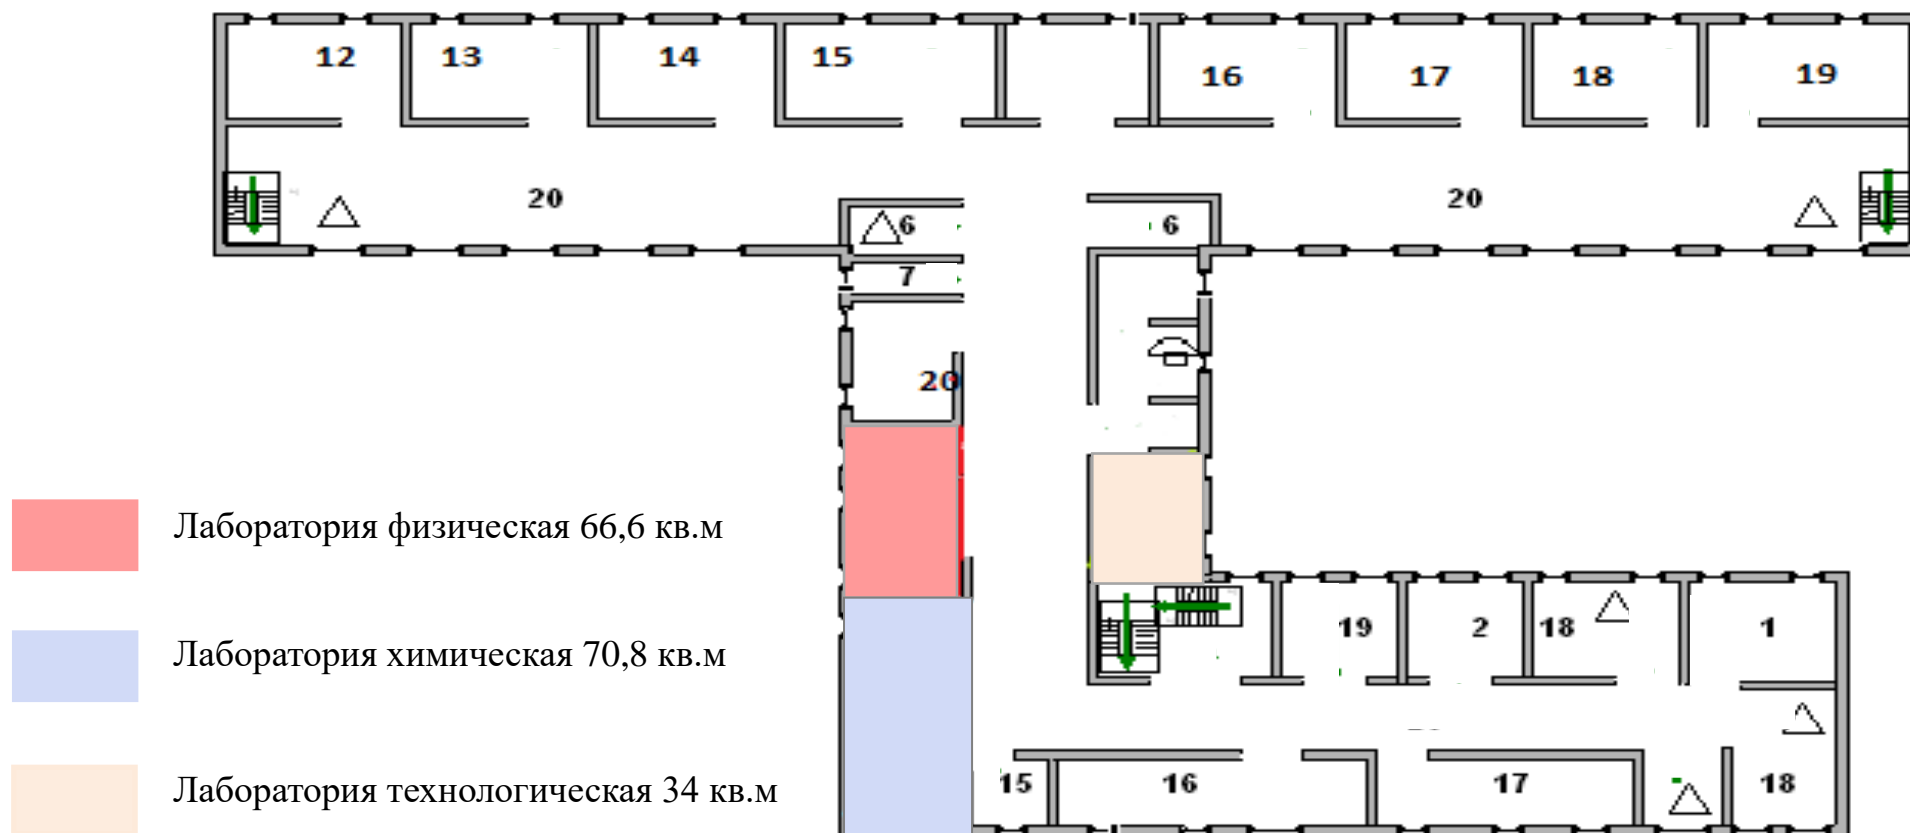 12 13 14 15 16 17 18 19
20 20
6 6
7
20
Лаборатория физическая 66,6 кв.м
19 2 18 1
Лаборатория химическая 70,8 кв.м
15 16 17 18
Лаборатория технологическая 34 кв.м